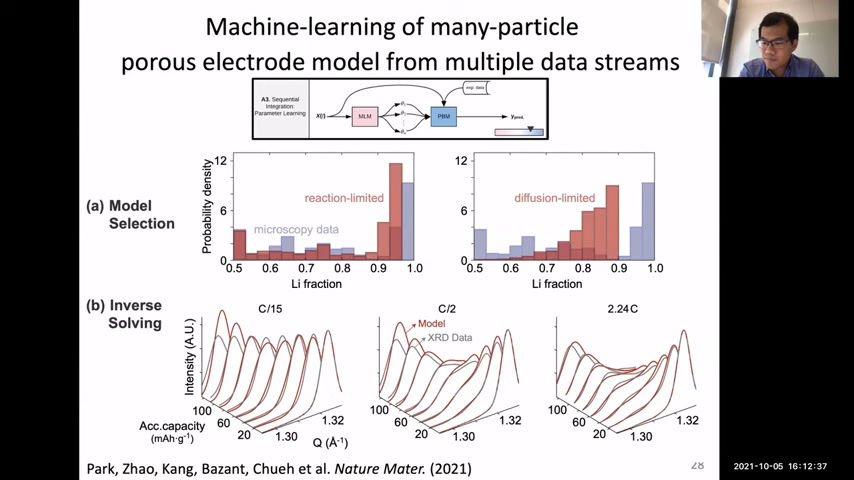 Machine-learning of many-particle
porous electrode model from multiple data streams
A3. Sequential
Integration:
Parameter Learning
X(t)
MLM
θ₁
θ₂
PBM
exp. data
(a) Model
Selection
Probability density
12
6
0
reaction-limited
microscopy data
0.5 0.6 0.7 0.8 0.9 1.0
Li fraction
12
6
0
diffusion-limited
0.5 0.6 0.7 0.8 0.9 1.0
Li fraction
(b) Inverse
Solving
C/15
C/2
2.24C
Intensity (A.U.)
Model
XRD Data
100
60
20
Acc.capacity
(mAh·g⁻¹)
1.30
1.32
Q (Å⁻¹)
100
60
20
1.30
1.32
100
60
20
1.30
1.32
Park, Zhao, Kang, Bazant, Chueh et al. Nature Mater. (2021)
28
2021-10-05 16:12:37